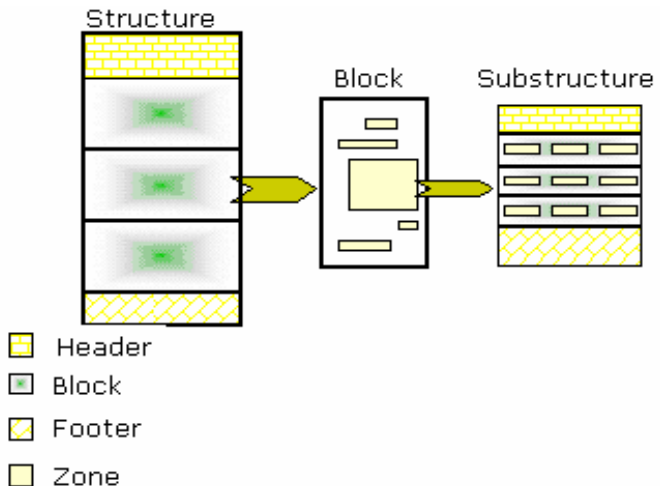 Structure
Block
Substructure
Header
Block
Footer
Zone